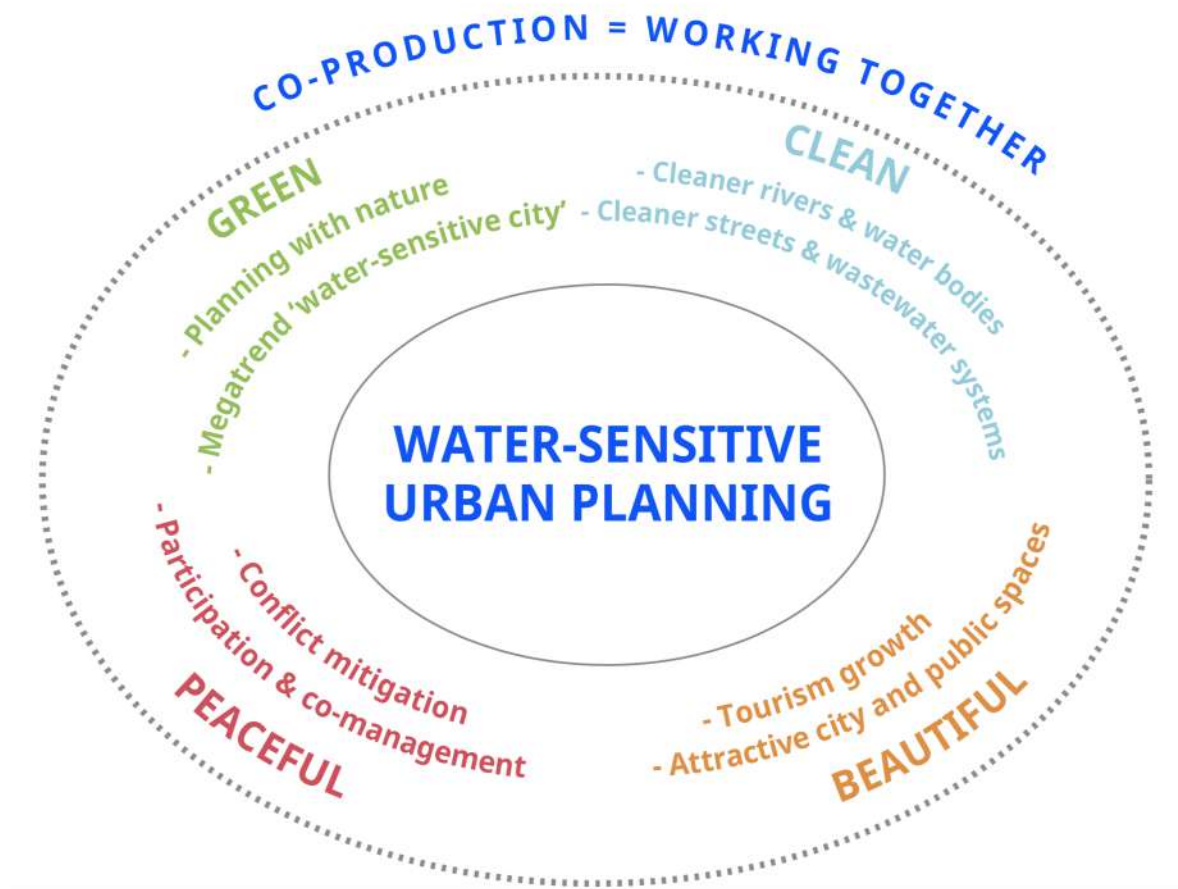 CO-PRODUCTION = WORKING TOGETHER
GREEN
- Planning with nature
- Megatrend ‘water-sensitive city’
CLEAN
- Cleaner rivers & water bodies
- Cleaner streets & wastewater systems
WATER-SENSITIVE
URBAN PLANNING
- Conflict mitigation
- Participation & co-management
PEACEFUL
- Tourism growth
- Attractive city and public spaces
BEAUTIFUL